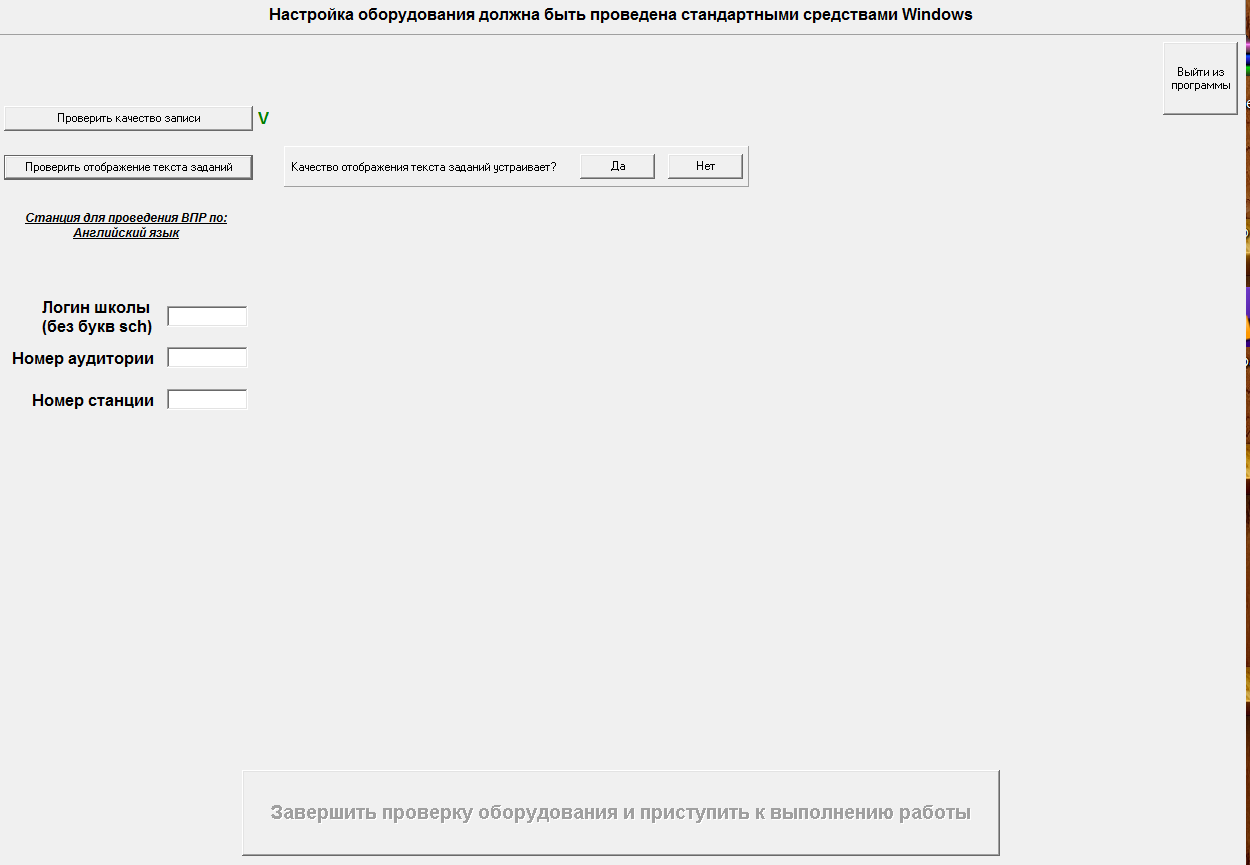 Настройка оборудования должна быть проведена стандартными средствами Windows
Выйти из
программы
Проверить качество записи
V
Проверить отображение текста заданий
Качество отображения текста заданий устраивает?
Да
Нет
Станция для проведения ВПР по:
Английский язык
Логин школы
(без букв sch)
Номер аудитории
Номер станции
Завершить проверку оборудования и приступить к выполнению работы